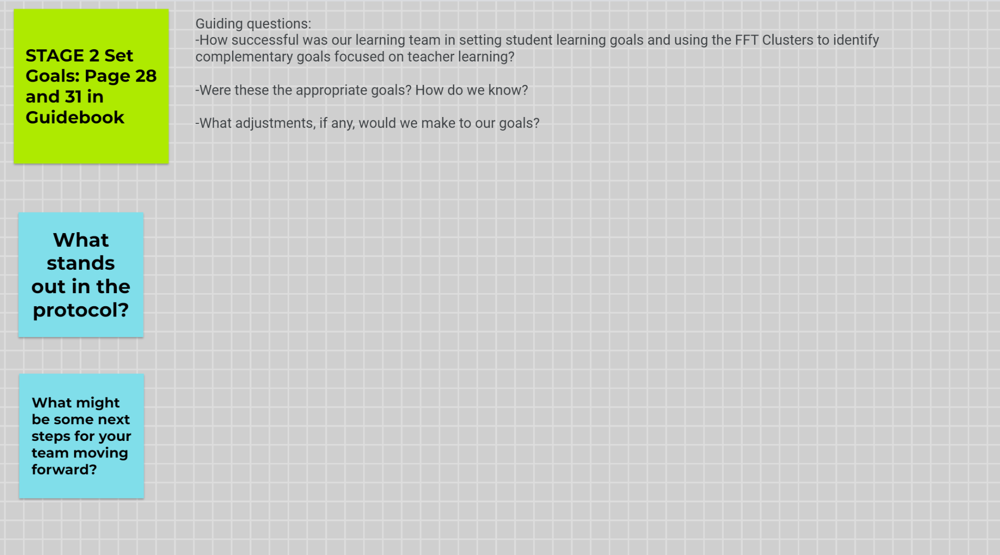 STAGE 2 Set
Goals: Page 28
and 31 in
Guidebook
Guiding questions:
-How successful was our learning team in setting student learning goals and using the FFT Clusters to identify
complementary goals focused on teacher learning?
-Were these the appropriate goals? How do we know?
-What adjustments, if any, would we make to our goals?
What
stands
out in the
protocol?
What might
be some next
steps for your
team moving
forward?